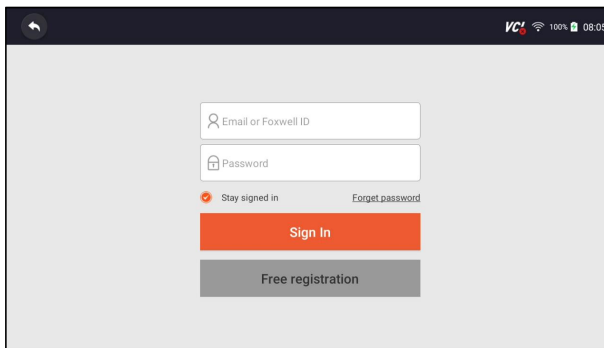 VCI 100% 08:05
Email or Foxwell ID
Password
Stay signed in Forget password
Sign In
Free registration